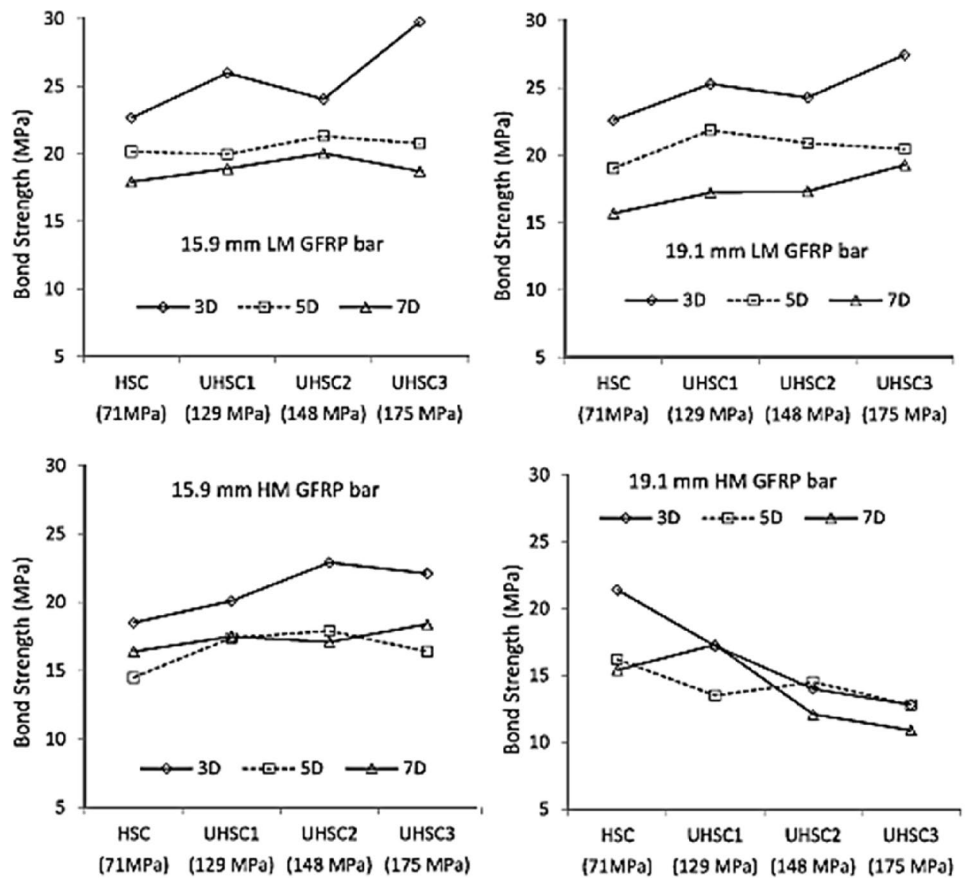 30
25
20
15
10
5
Bond Strength (MPa)
15.9 mm LM GFRP bar
3D 5D 7D
HSC UHSC1 UHSC2 UHSC3
(71MPa) (129 MPa) (148 MPa) (175 MPa)
30
25
20
15
10
5
Bond Strength (MPa)
19.1 mm LM GFRP bar
3D 5D 7D
HSC UHSC1 UHSC2 UHSC3
(71MPa) (129 MPa) (148 MPa) (175 MPa)
30
25
20
15
10
5
Bond Strength (MPa)
15.9 mm HM GFRP bar
3D 5D 7D
HSC UHSC1 UHSC2 UHSC3
(71MPa) (129 MPa) (148 MPa) (175 MPa)
30
25
20
15
10
5
Bond Strength (MPa)
19.1 mm HM GFRP bar
3D 5D 7D
HSC UHSC1 UHSC2 UHSC3
(71MPa) (129 MPa) (148 MPa) (175 MPa)